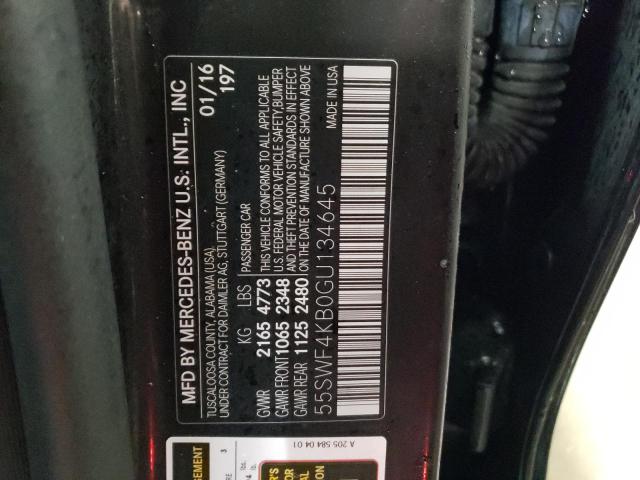 MFD BY MERCEDES-BENZ U.S. INTL., INC
TUSCALOOSA COUNTY, ALABAMA (USA),
UNDER CONTRACT FOR DAIMLER AG, STUTTGART (GERMANY)
01/16
197
KG LBS
GVWR 2165 4773
GAWR FRONT 1065 2348
GAWR REAR 1125 2480
PASSENGER CAR
THIS VEHICLE CONFORMS TO ALL APPLICABLE
U.S. FEDERAL MOTOR VEHICLE SAFETY, BUMPER
AND THEFT PREVENTION STANDARDS IN EFFECT
ON THE DATE OF MANUFACTURE SHOWN ABOVE
MADE IN USA
55SWF4KB0GU134645
A 205 584 04 01